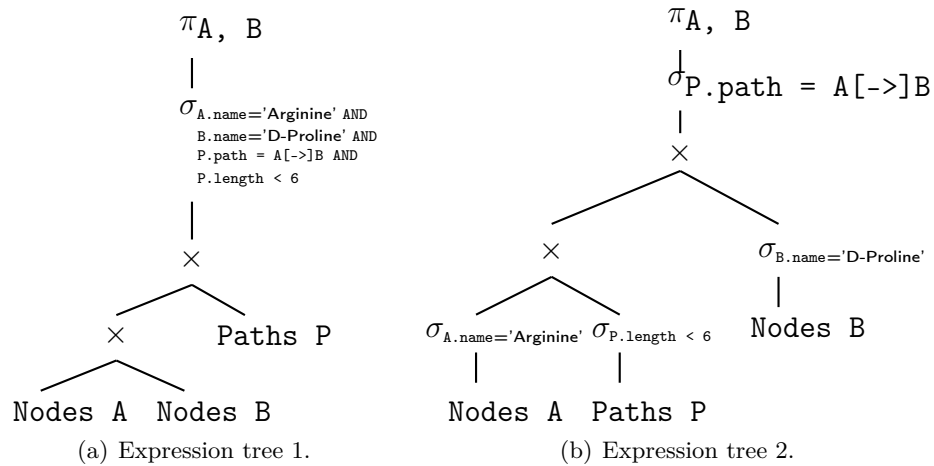 πA, B
σA.name='Arginine' AND
B.name='D-Proline' AND
P.path = A[->]B AND
P.length < 6
×
× Paths P
Nodes A Nodes B
(a) Expression tree 1.
πA, B
σP.path = A[->]B
×
× σB.name='D-Proline'
σA.name='Arginine' σP.length < 6 Nodes B
Nodes A Paths P
(b) Expression tree 2.